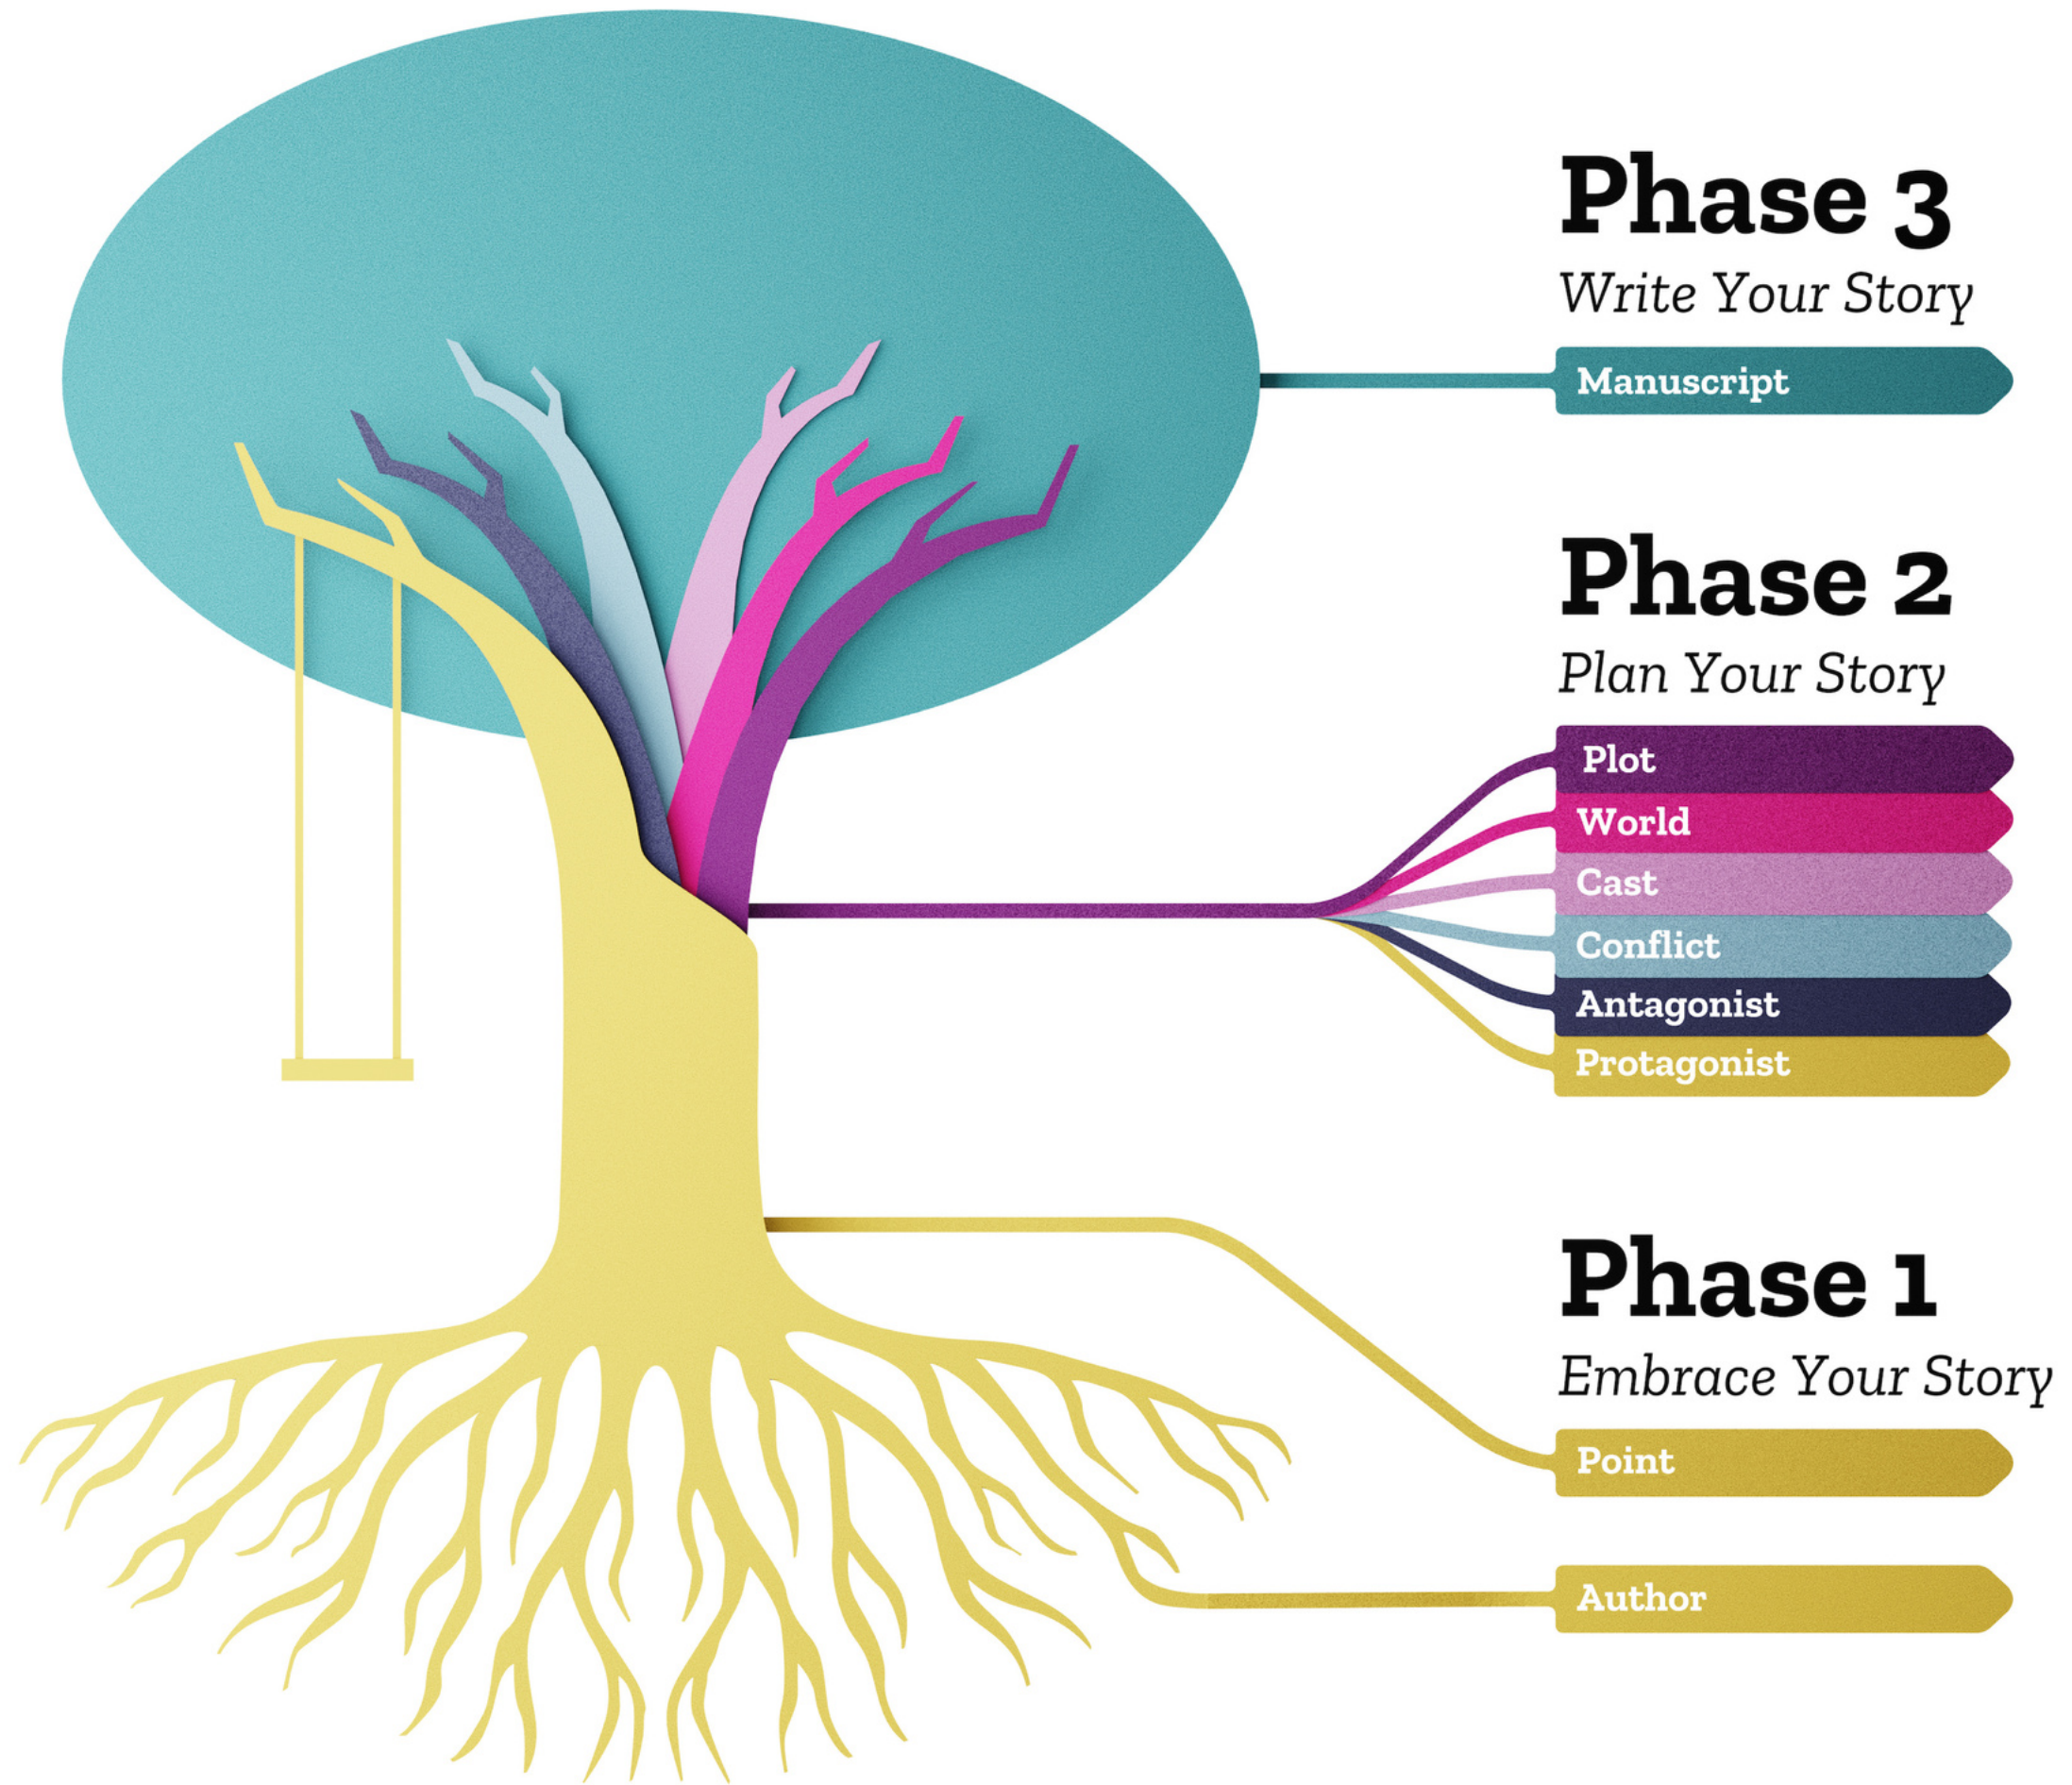 Phase 3
Write Your Story
Manuscript
Phase 2
Plan Your Story
Plot
World
Cast
Conflict
Antagonist
Protagonist
Phase 1
Embrace Your Story
Point
Author